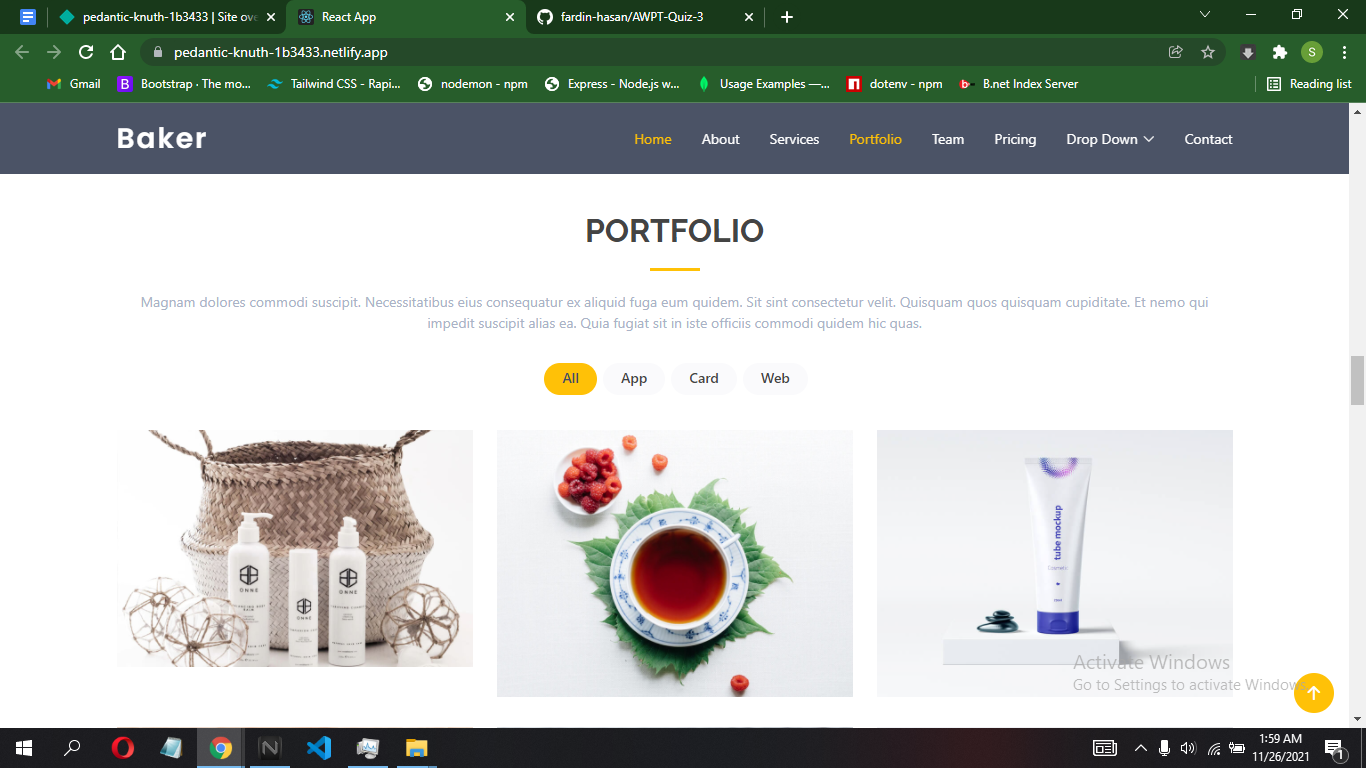 pedantic-knuth-1b3433 | Site ove
React App
fardin-hasan/AWPT-Quiz-3
pedantic-knuth-1b3433.netlify.app
S
Gmail
B Bootstrap · The mo...
Tailwind CSS - Rapi...
nodemon - npm
Express - Node.js w...
Usage Examples —...
dotenv - npm
B.net Index Server
Reading list
Baker
Home About Services Portfolio Team Pricing Drop Down Contact
PORTFOLIO
Magnam dolores commodi suscipit. Necessitatibus eius consequatur ex aliquid fuga eum quidem. Sit sint consectetur velit. Quisquam quos quisquam cupiditate. Et nemo qui
impedit suscipit alias ea. Quia fugiat sit in iste officiis commodi quidem hic quas.
All App Card Web
ONNE
ONNE
ONNE
tube mockup
Cosmetic
Activate Windows
Go to Settings to activate Windows.
1:59 AM
11/26/2021
1